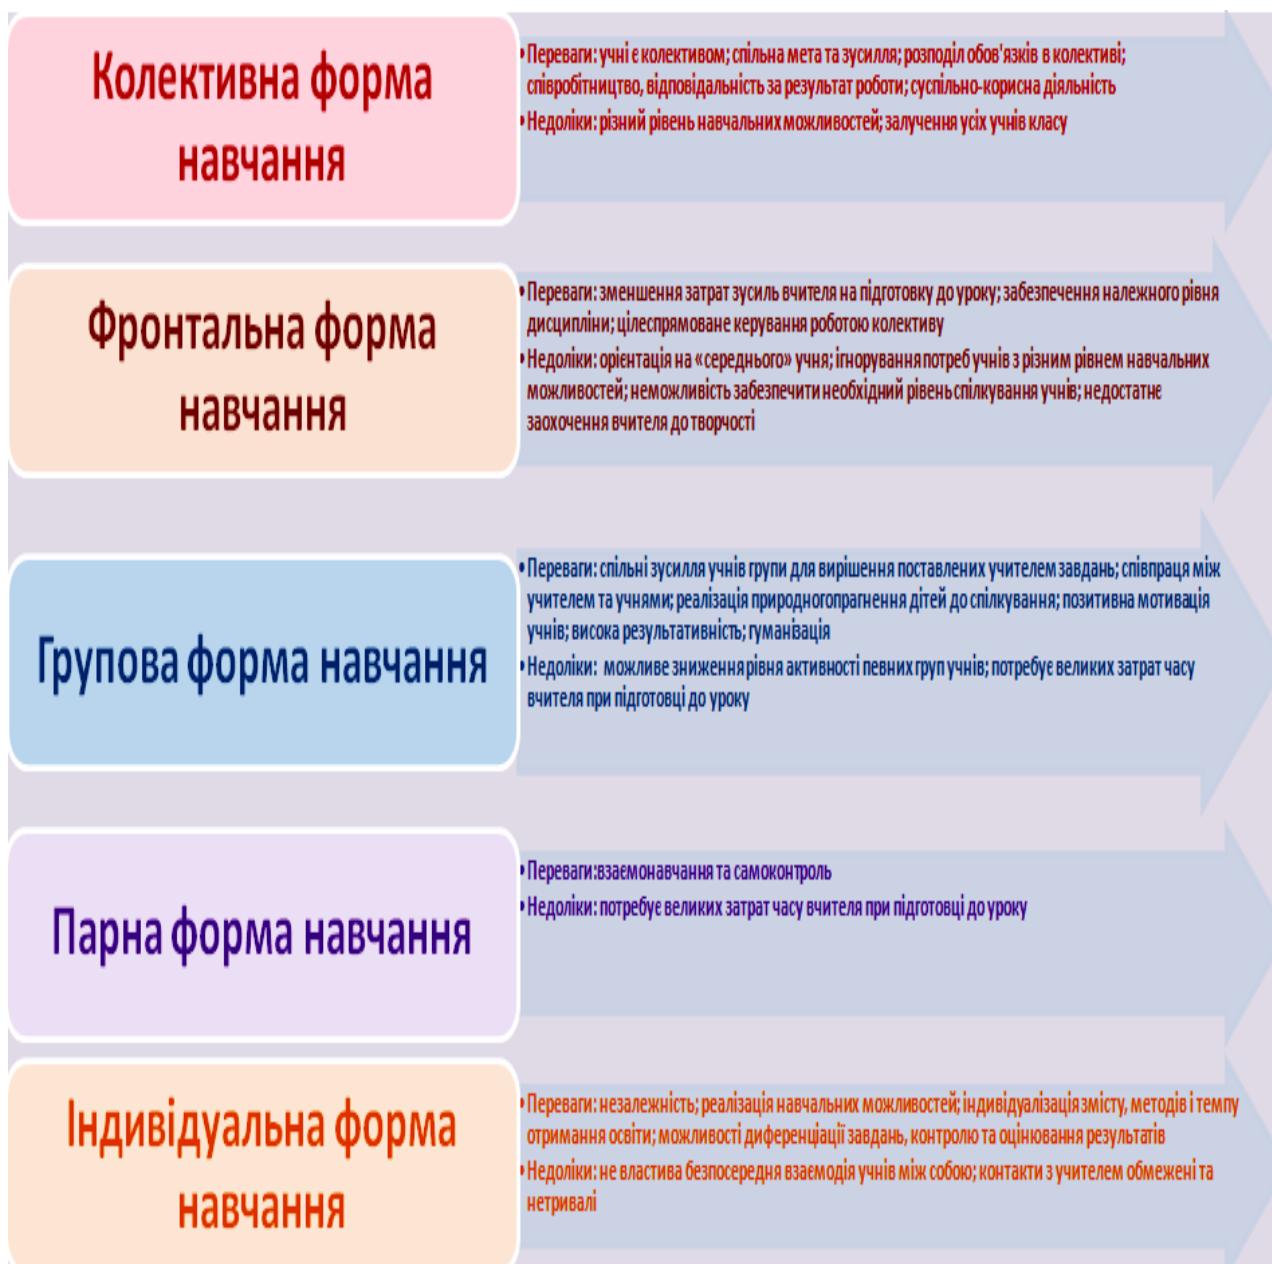 Колективна форма
навчання
•Переваги: учні є колективом; спільна мета та зусилля; розподіл обов'язків в колективі;
співробітництво, відповідальність за результат роботи; суспільно-корисна діяльність
•Недоліки: різний рівень навчальних можливостей; залучення усіх учнів класу
Фронтальна форма
навчання
•Переваги: зменшення затрат зусиль вчителя на підготовку до уроку; забезпечення належного рівня
дисципліни; цілеспрямоване керування роботою колективу
•Недоліки: орієнтація на «середнього» учня; ігнорування потреб учнів з різним рівнем навчальних
можливостей; неможливість забезпечити необхідний рівень спілкування учнів; недостатнє
заохочення вчителя до творчості
Групова форма навчання
•Переваги: спільні зусилля учнів групи для вирішення поставлених учителем завдань; співпраця між
учителем та учнями; реалізація природногопрагнення дітей до спілкування; позитивна мотивація
учнів; висока результативність; гуманізація
•Недоліки: можливе зниження рівня активності певних груп учнів; потребує великих затрат часу
вчителя при підготовці до уроку
Парна форма навчання
•Переваги:взаємонавчання та самоконтроль
•Недоліки: потребує великих затрат часу вчителя при підготовці до уроку
Індивідуальна форма
навчання
•Переваги: незалежність; реалізація навчальних можливостей; індивідуалізація змісту, методів і темпу
отримання освіти; можливості диференціації завдань, контролю та оцінювання результатів
•Недоліки: не властива безпосередня взаємодія учнів між собою; контакти з учителем обмежені та
нетривалі